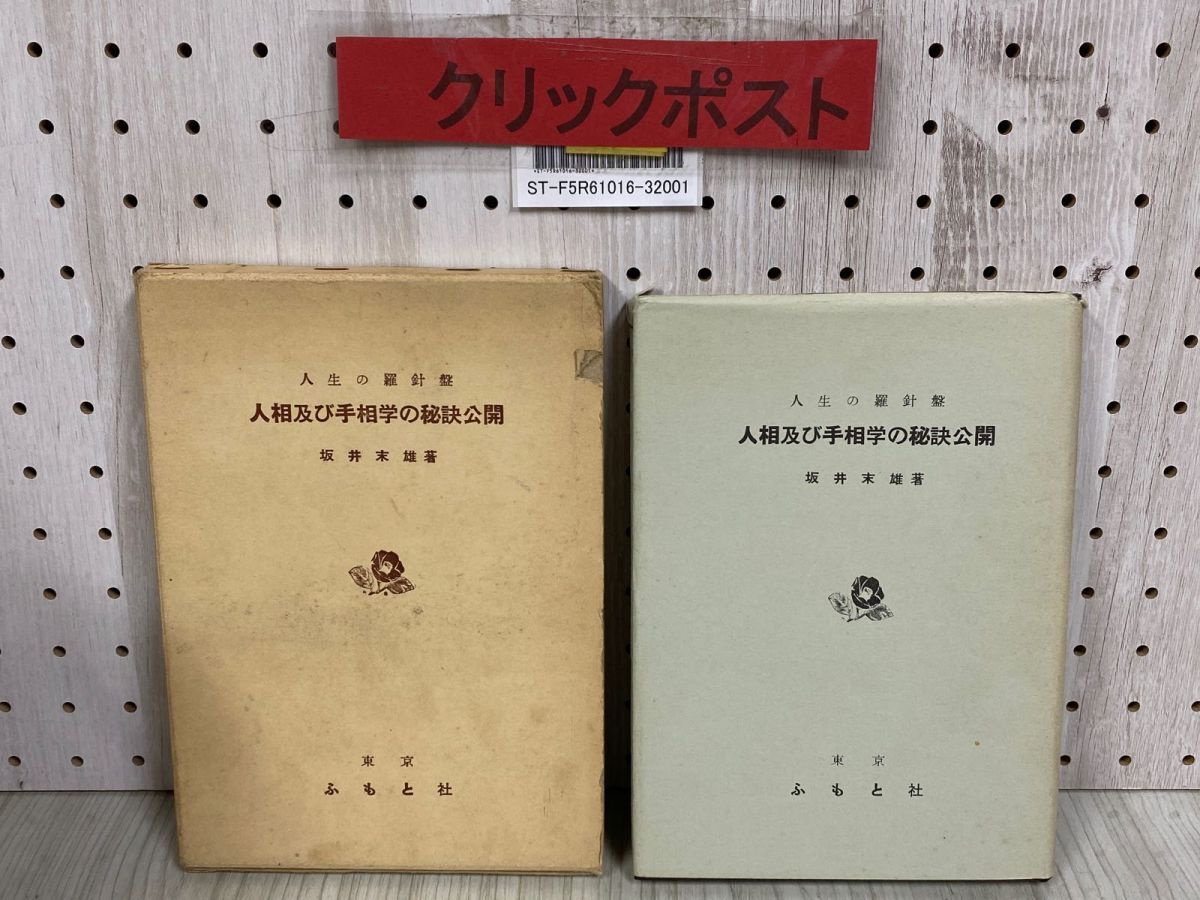 クリックポスト
*ST-F5R61016-32001*
ST-F5R61016-32001
人生の羅針盤
人相及び手相学の秘訣公開
坂井末雄著
東京
ふもと社
人生の羅針盤
人相及び手相学の秘訣公開
坂井末雄著
東京
ふもと社